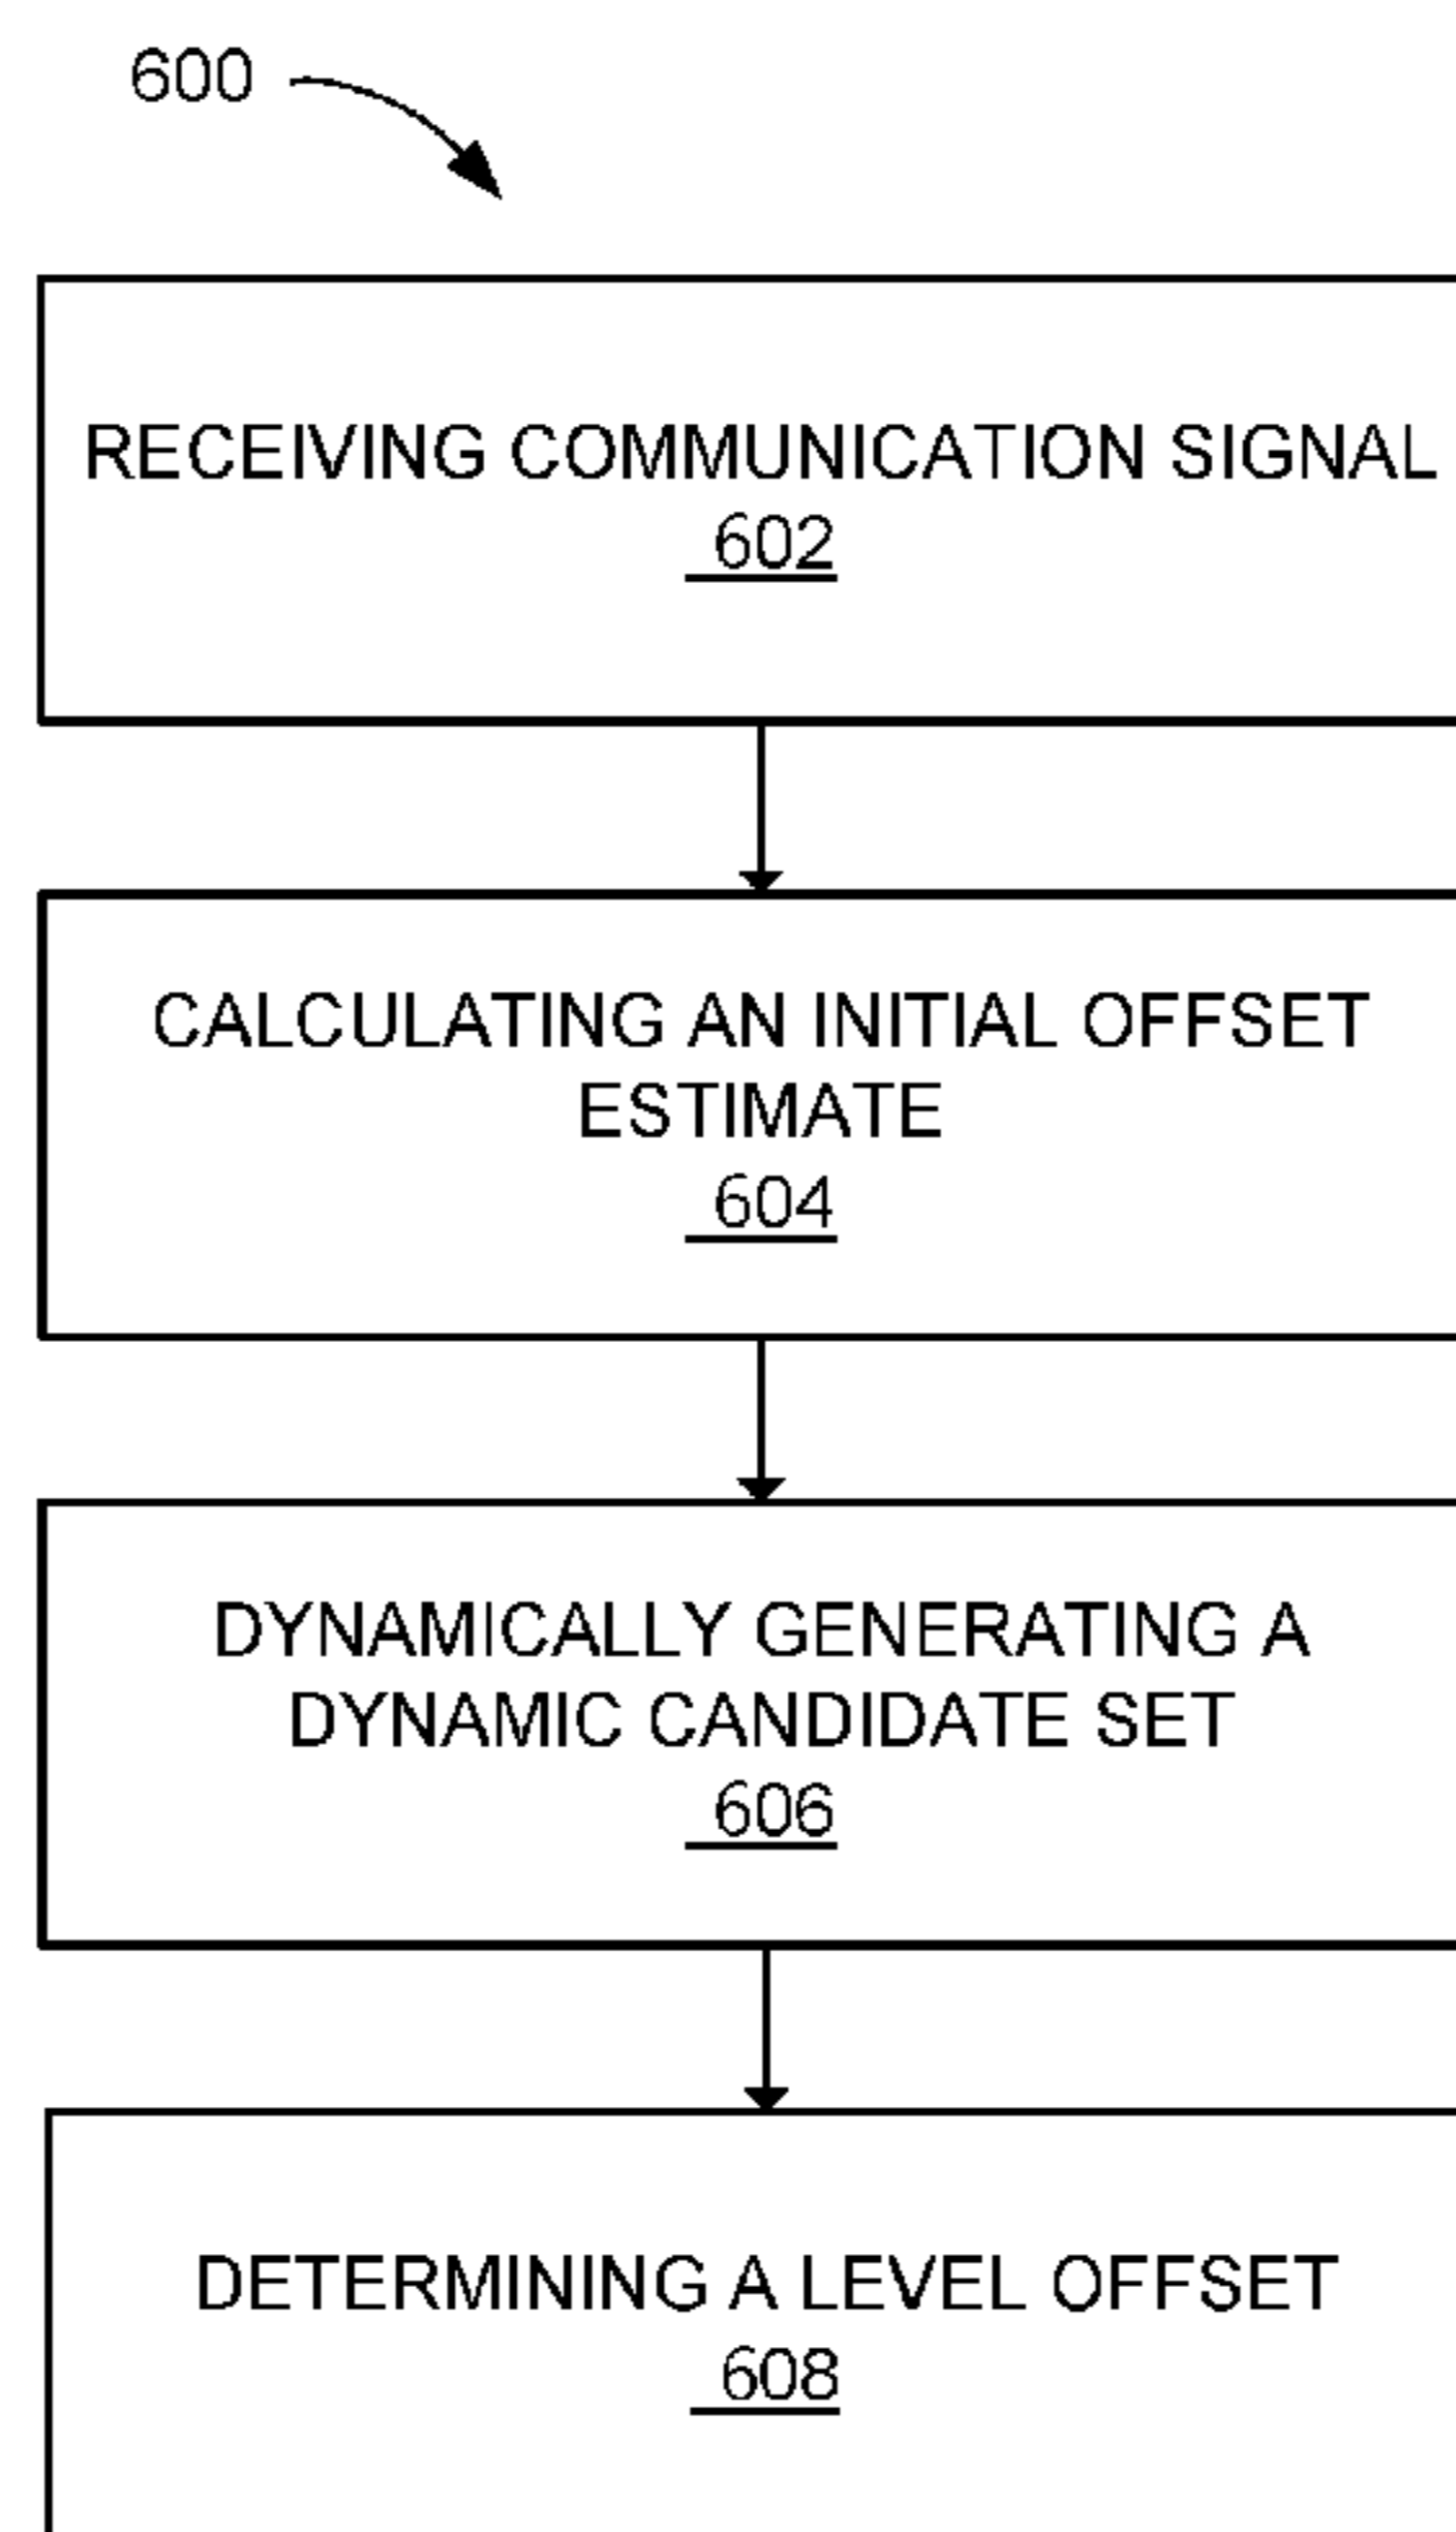 600
RECEIVING COMMUNICATION SIGNAL
602
CALCULATING AN INITIAL OFFSET
ESTIMATE
604
DYNAMICALLY GENERATING A
DYNAMIC CANDIDATE SET
606
DETERMINING A LEVEL OFFSET
608